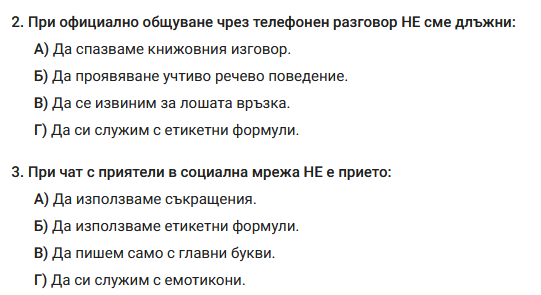 2. При официално общуване чрез телефонен разговор НЕ сме длъжни:
А) Да спазваме книжовния изговор.
Б) Да проявяване учтиво речево поведение.
В) Да се извиним за лошата връзка.
Г) Да си служим с етикетни формули.
3. При чат с приятели в социална мрежа НЕ е прието:
А) Да използваме съкращения.
Б) Да използваме етикетни формули.
В) Да пишем само с главни букви.
Г) Да си служим с емотикони.